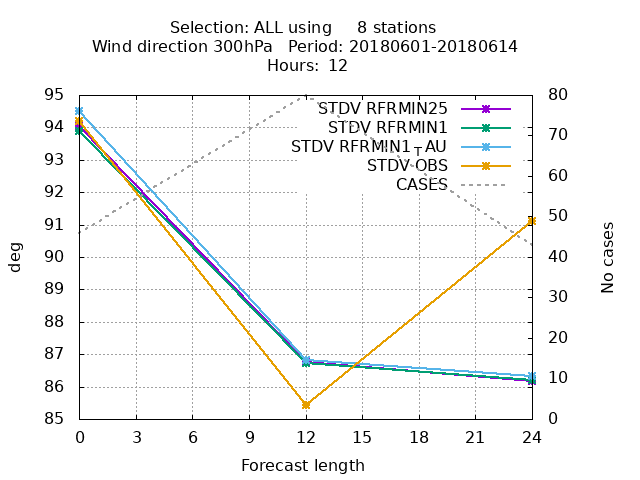 Selection: ALL using     8 stations
Wind direction 300hPa   Period: 20180601-20180614
Hours: 12
STDV RFRMIN25
STDV RFRMIN1
STDV RFRMIN1_AU
STDV OBS
CASES
deg
No cases
95
94
93
92
91
90
89
88
87
86
85
80
70
60
50
40
30
20
10
0
0 3 6 9 12 15 18 21 24
Forecast length